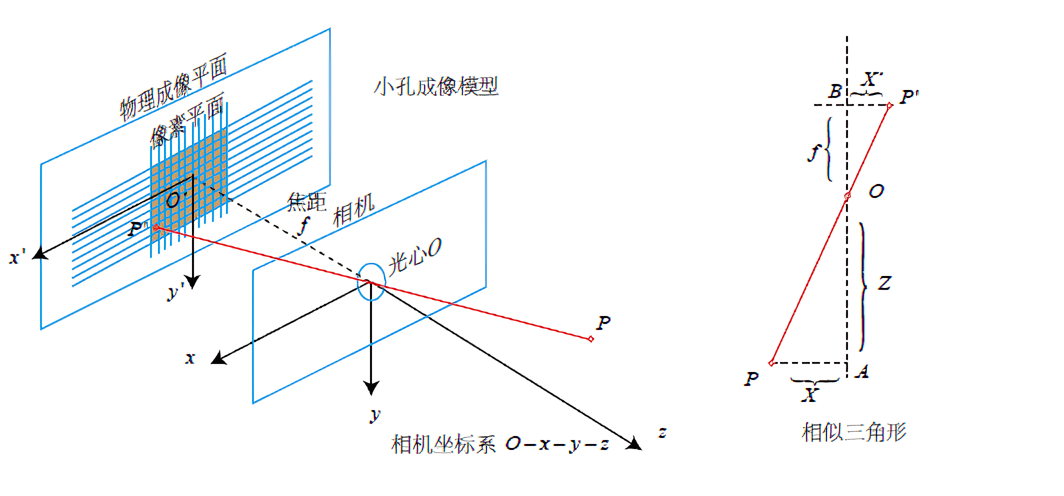 小孔成像模型
物理成像平面
像素平面
O'
P'
x'
y'
焦距
f
相机
光心O
P
x
y
z
相机坐标系 O-x-y-z
B
X'
P'
f
O
Z
P
X
A
相似三角形